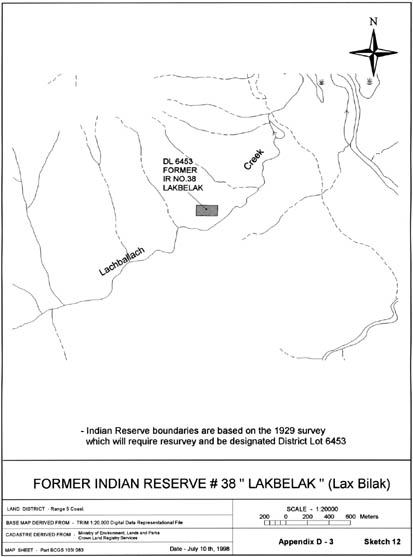 N
DL 6453
FORMER
IR NO.38
LAKBELAK
Creek
Lachballach
- Indian Reserve boundaries are based on the 1929 survey
which will require resurvey and be designated District Lot 6453
FORMER INDIAN RESERVE # 38 " LAKBELAK " (Lax Bilak)
LAND DISTRICT - Range 5 Coast.
BASE MAP DERIVED FROM - TRIM 1:20,000 Digital Data Representational File
CADASTRE DERIVED FROM - Ministry of Environment, Lands and Parks
Crown Land Registry Services
MAP SHEET - Part BCGS 103I 083
Date - July 10 th, 1998
SCALE - 1:20000
200 0 200 400 600 Meters
Appendix D - 3
Sketch 12